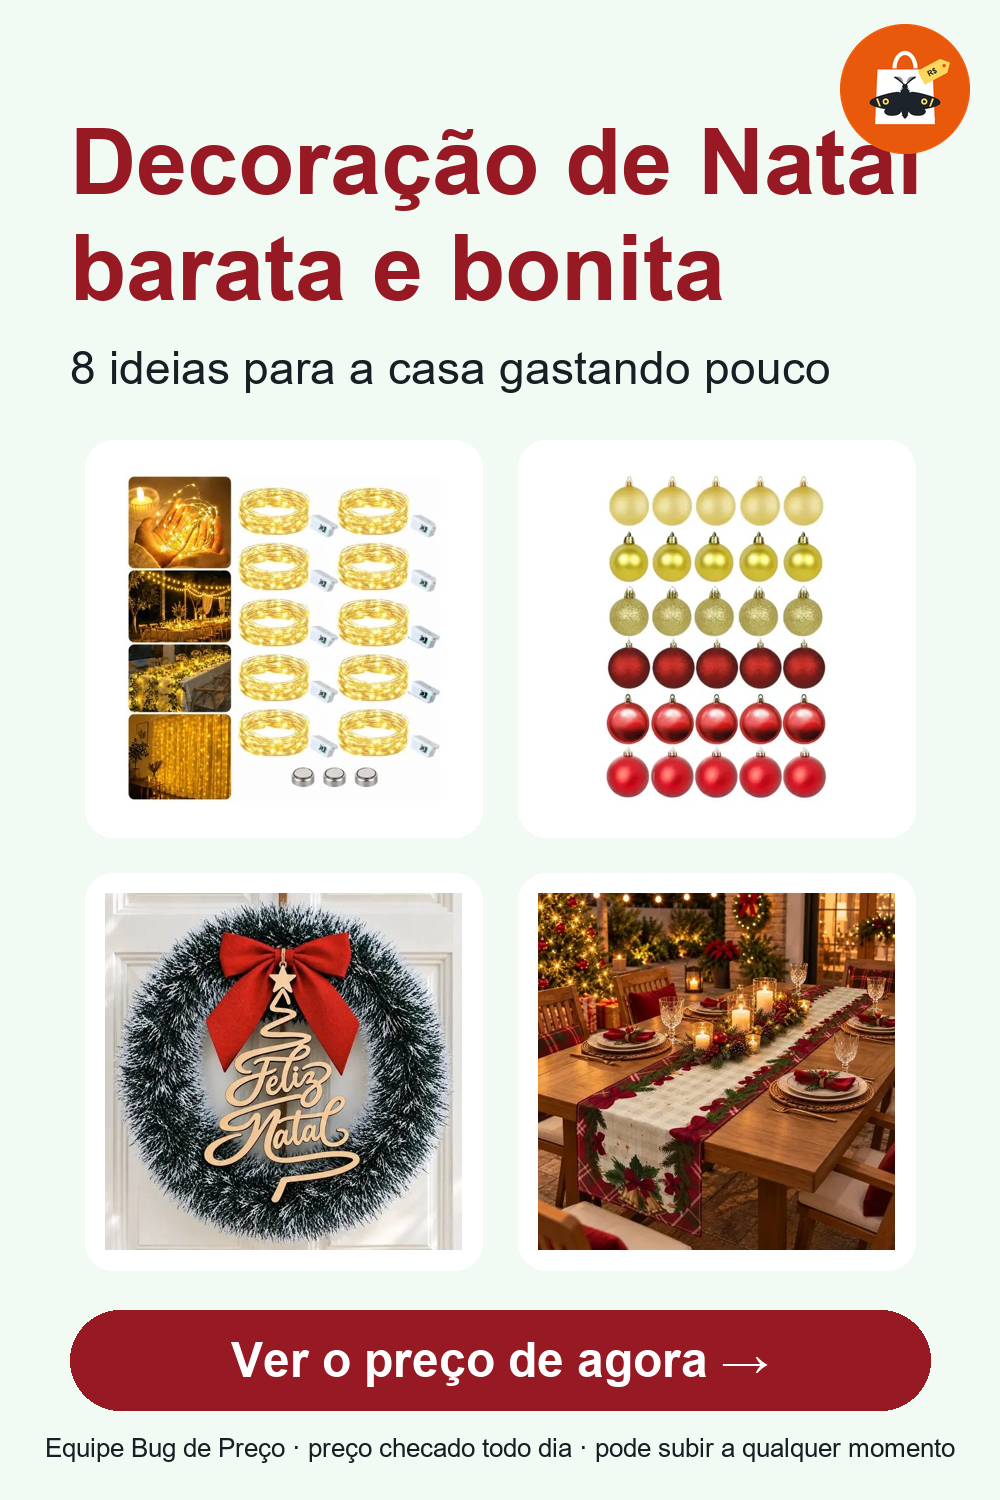 R$
Decoração de Natal
barata e bonita
8 ideias para a casa gastando pouco
Feliz
Natal
Ver o preço de agora →
Equipe Bug de Preço · preço checado todo dia · pode subir a qualquer momento